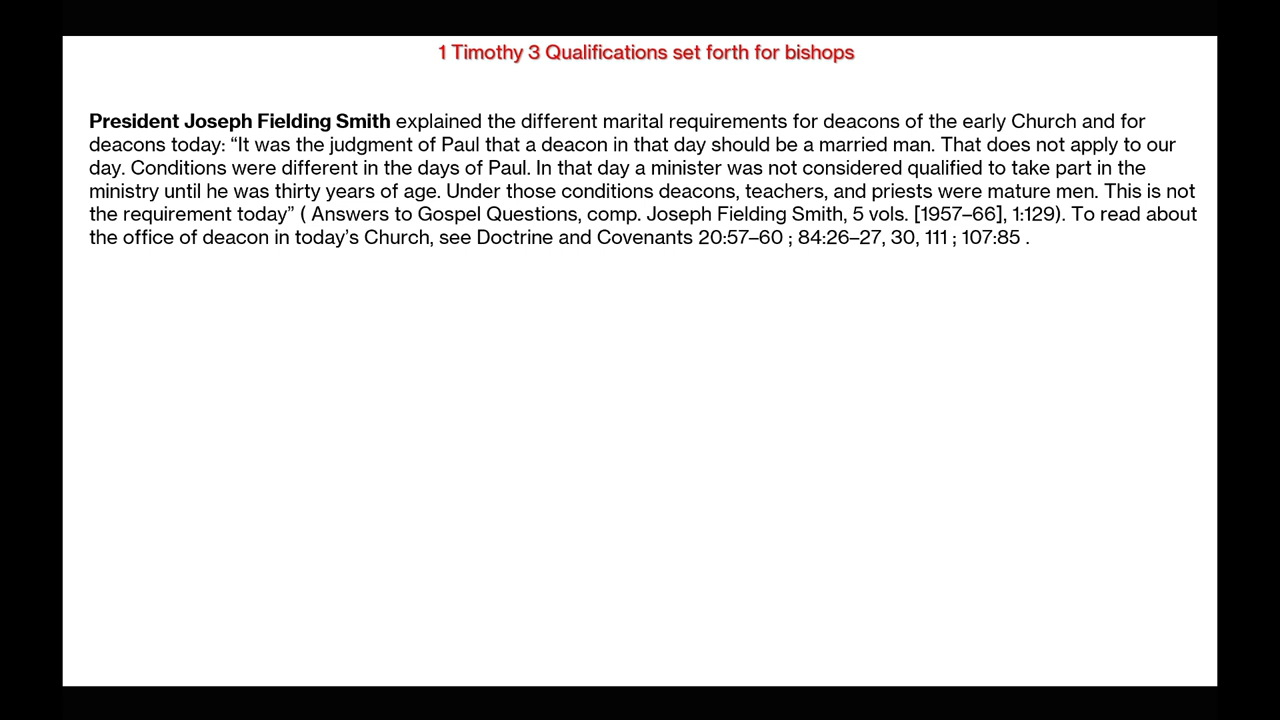 1 Timothy 3 Qualifications set forth for bishops
President Joseph Fielding Smith explained the different marital requirements for deacons of the early Church and for
deacons today: “It was the judgment of Paul that a deacon in that day should be a married man. That does not apply to our
day. Conditions were different in the days of Paul. In that day a minister was not considered qualified to take part in the
ministry until he was thirty years of age. Under those conditions deacons, teachers, and priests were mature men. This is not
the requirement today” ( Answers to Gospel Questions, comp. Joseph Fielding Smith, 5 vols. [1957–66], 1:129). To read about
the office of deacon in today’s Church, see Doctrine and Covenants 20:57–60 ; 84:26–27, 30, 111 ; 107:85 .